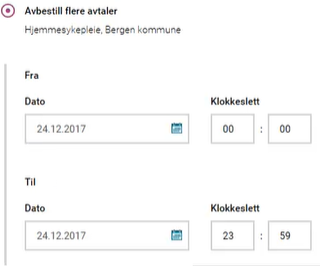 Avbestill flere avtaler
Hjemmesykepleie, Bergen kommune
Fra
Dato Klokkeslett
24.12.2017 00 : 00
Til
Dato Klokkeslett
24.12.2017 23 : 59